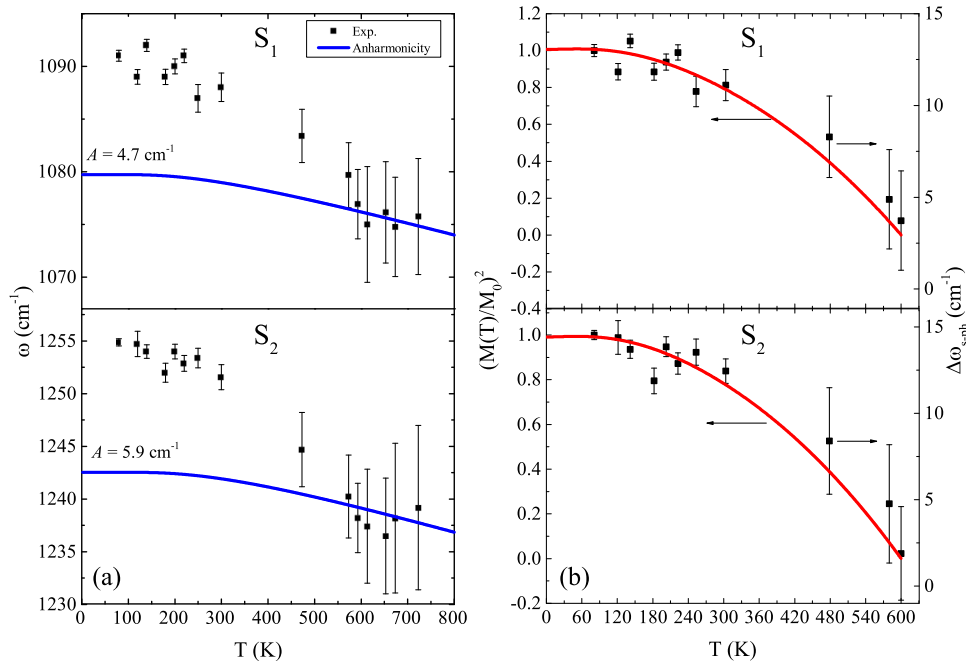 S₁
Exp.
Anharmonicity
A = 4.7 cm⁻¹
1090
1080
1070
ω (cm⁻¹)
S₂
A = 5.9 cm⁻¹
1255
1250
1245
1240
1235
1230
(a)
0 100 200 300 400 500 600 700 800
T (K)
S₁
1.2
1.0
0.8
0.6
0.4
0.2
0.0
-0.2
-0.4
15
10
5
0
(M(T)/M₀)²
Δω_s-ph (cm⁻¹)
S₂
1.0
0.8
0.6
0.4
0.2
0.0
-0.2
15
10
5
0
(b)
0 60 120 180 240 300 360 420 480 540 600
T (K)